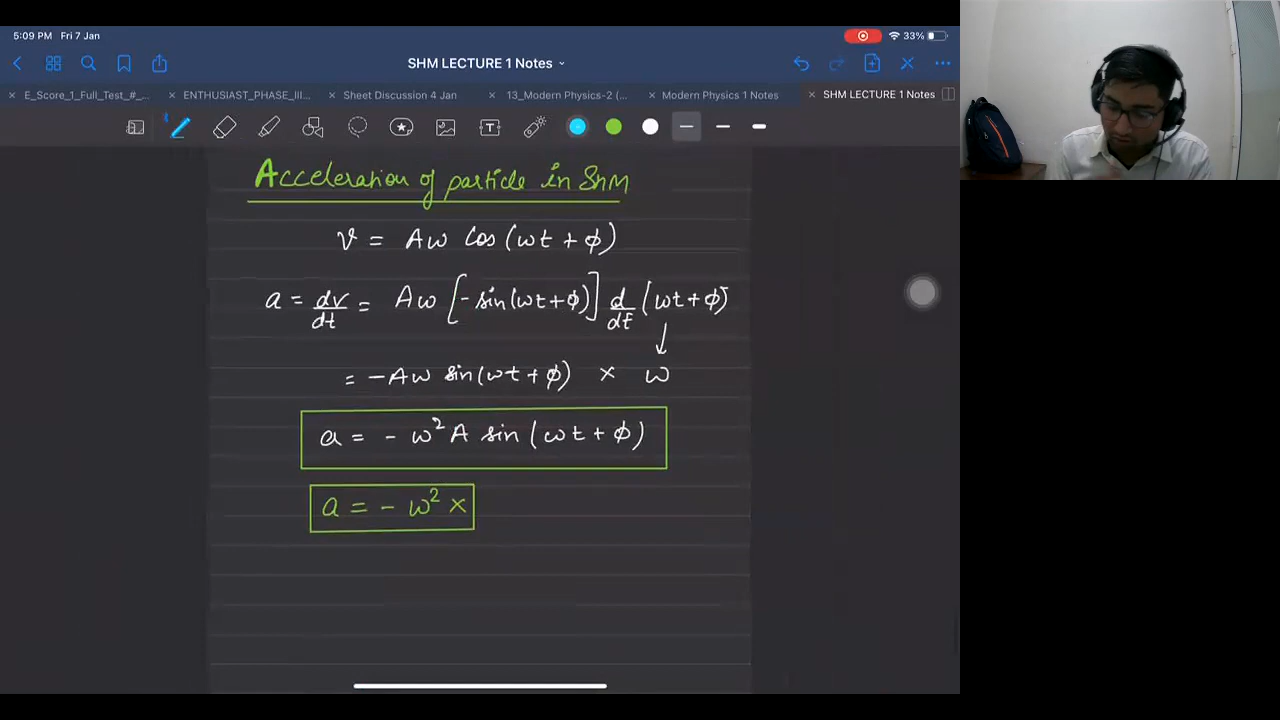 5:09 PM Fri 7 Jan 33%
SHM LECTURE 1 Notes
E_Score_1_Full_Test_#_... ENTHUSIAST_PHASE_III... Sheet Discussion 4 Jan 13_Modern Physics-2 (... Modern Physics 1 Notes SHM LECTURE 1 Notes
Acceleration of particle in SHM
v = Aω Cos(ωt + ϕ)
a = dv/dt = Aω [-sin(ωt+ϕ)] d/dt (ωt+ϕ)
= -Aω sin(ωt + ϕ) × ω
a = - ω² A sin(ωt + ϕ)
a = - ω² x